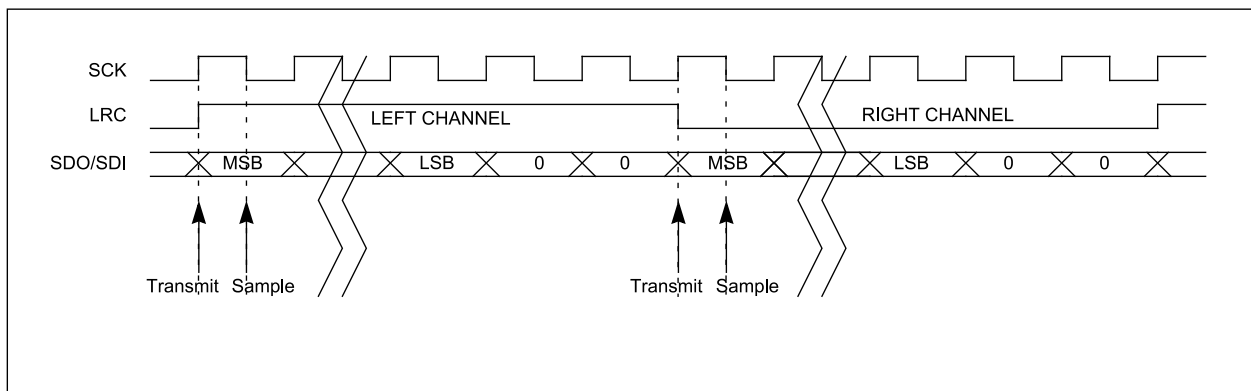 SCK
LRC
LEFT CHANNEL
RIGHT CHANNEL
SDO/SDI
MSB
LSB
0
0
MSB
LSB
0
0
Transmit
Sample
Transmit
Sample